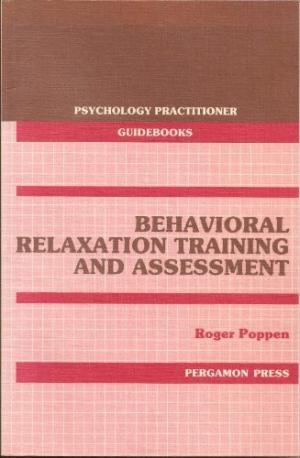 PSYCHOLOGY PRACTITIONER
GUIDEBOOKS
BEHAVIORAL
RELAXATION TRAINING
AND ASSESSMENT
Roger Poppen
PERGAMON PRESS